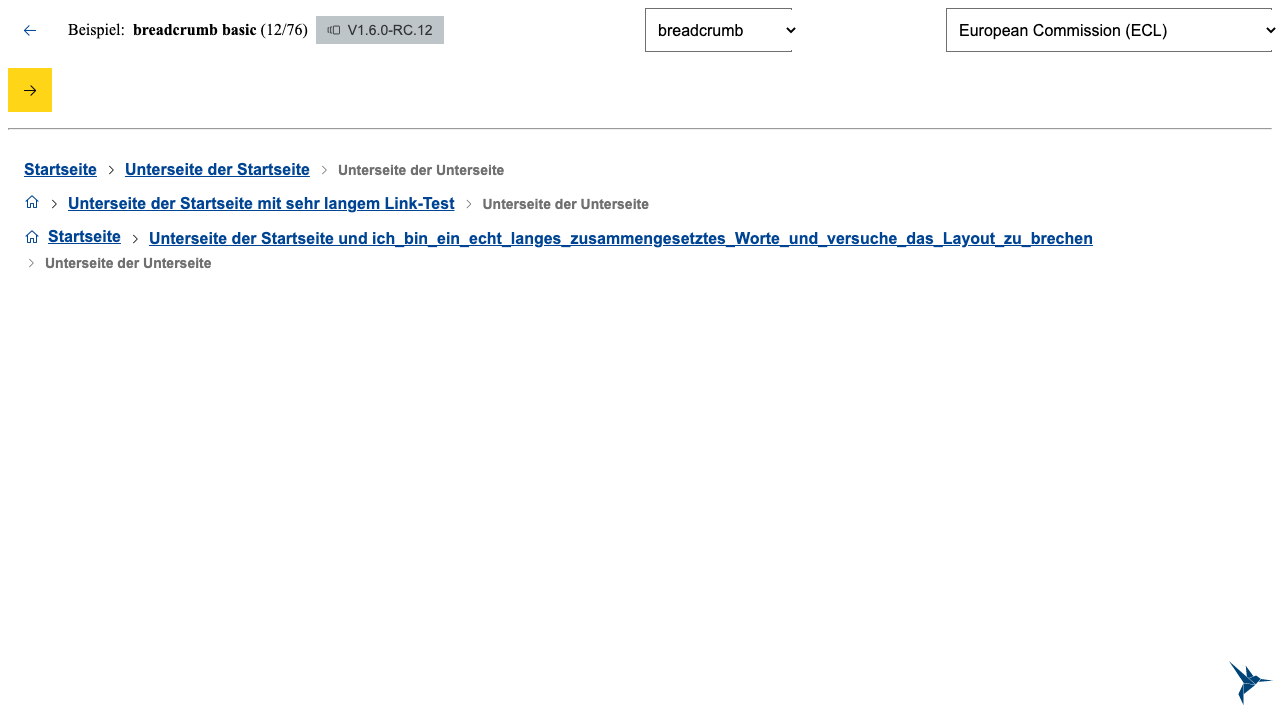 Beispiel: breadcrumb basic (12/76) V1.6.0-RC.12 breadcrumb European Commission (ECL)
Startseite Unterseite der Startseite Unterseite der Unterseite
Unterseite der Startseite mit sehr langem Link-Test Unterseite der Unterseite
Startseite Unterseite der Startseite und ich_bin_ein_echt_langes_zusammengesetztes_Worte_und_versuche_das_Layout_zu_brechen
Unterseite der Unterseite